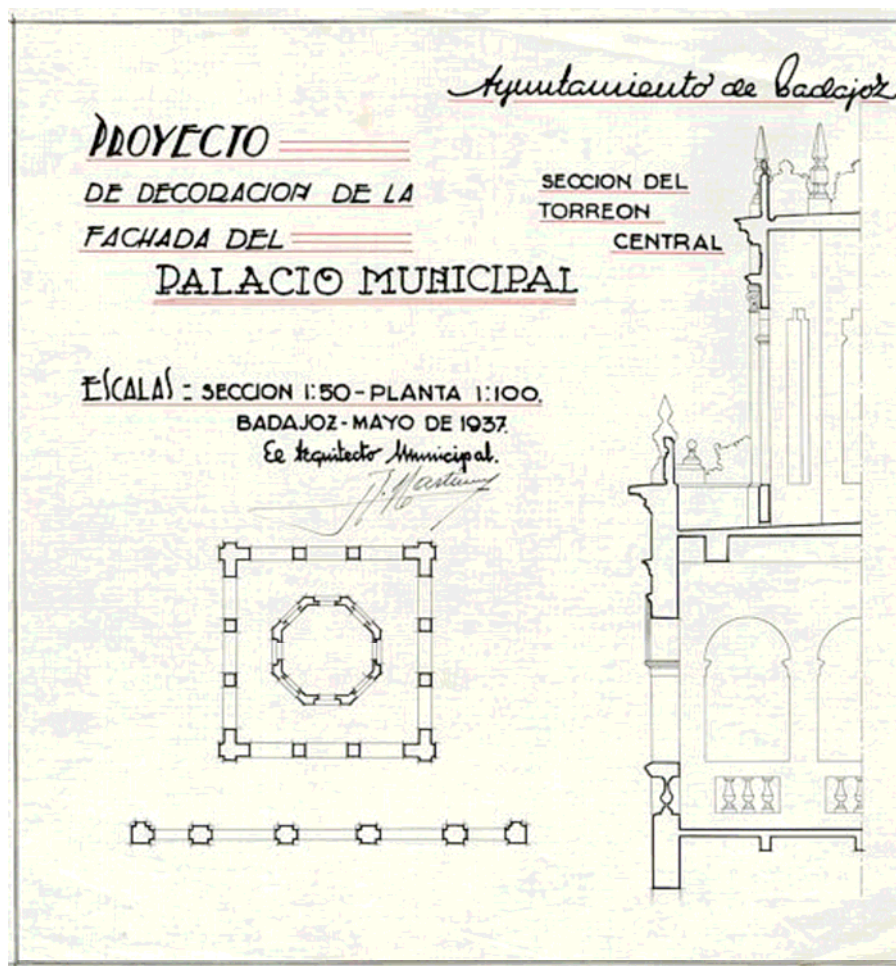 Ayuntamiento de Badajoz
PROYECTO
DE DECORACION DE LA
FACHADA DEL
PALACIO MUNICIPAL
SECCION DEL
TORREON
CENTRAL
ESCALAS = SECCION 1:50 - PLANTA 1:100.
BADAJOZ - MAYO DE 1937.
El Arquitecto Municipal.